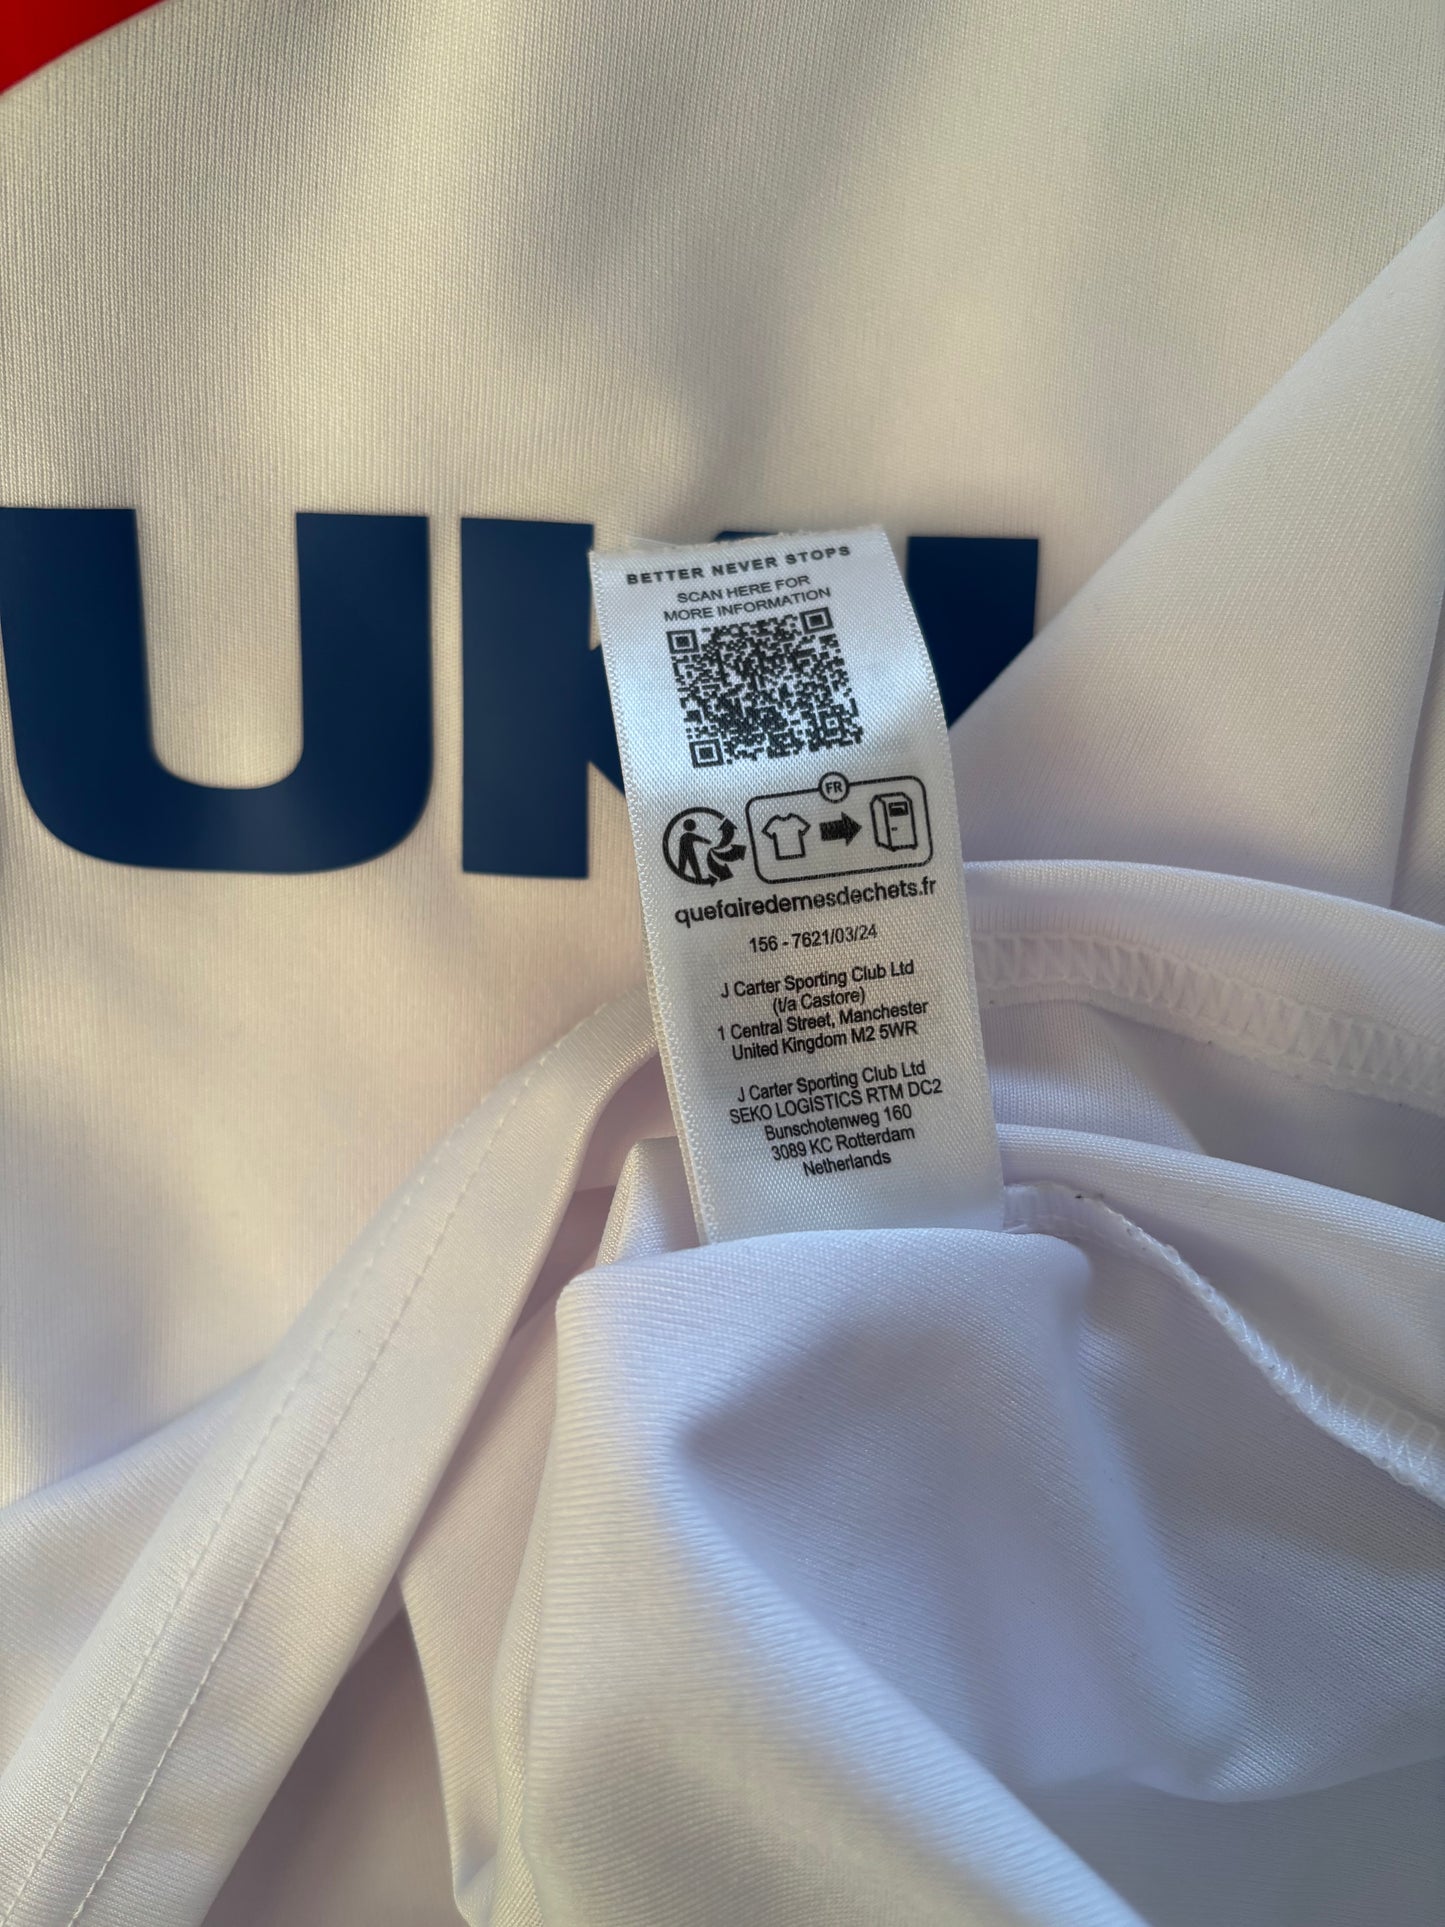 BETTER NEVER STOPS
SCAN HERE FOR
MORE INFORMATION
FR
quefairedemesdechets.fr
156 - 7621/03/24
J Carter Sporting Club Ltd
(t/a Castore)
1 Central Street, Manchester
United Kingdom M2 5WR
J Carter Sporting Club Ltd
SEKO LOGISTICS RTM DC2
Bunschotenweg 160
3089 KC Rotterdam
Netherlands